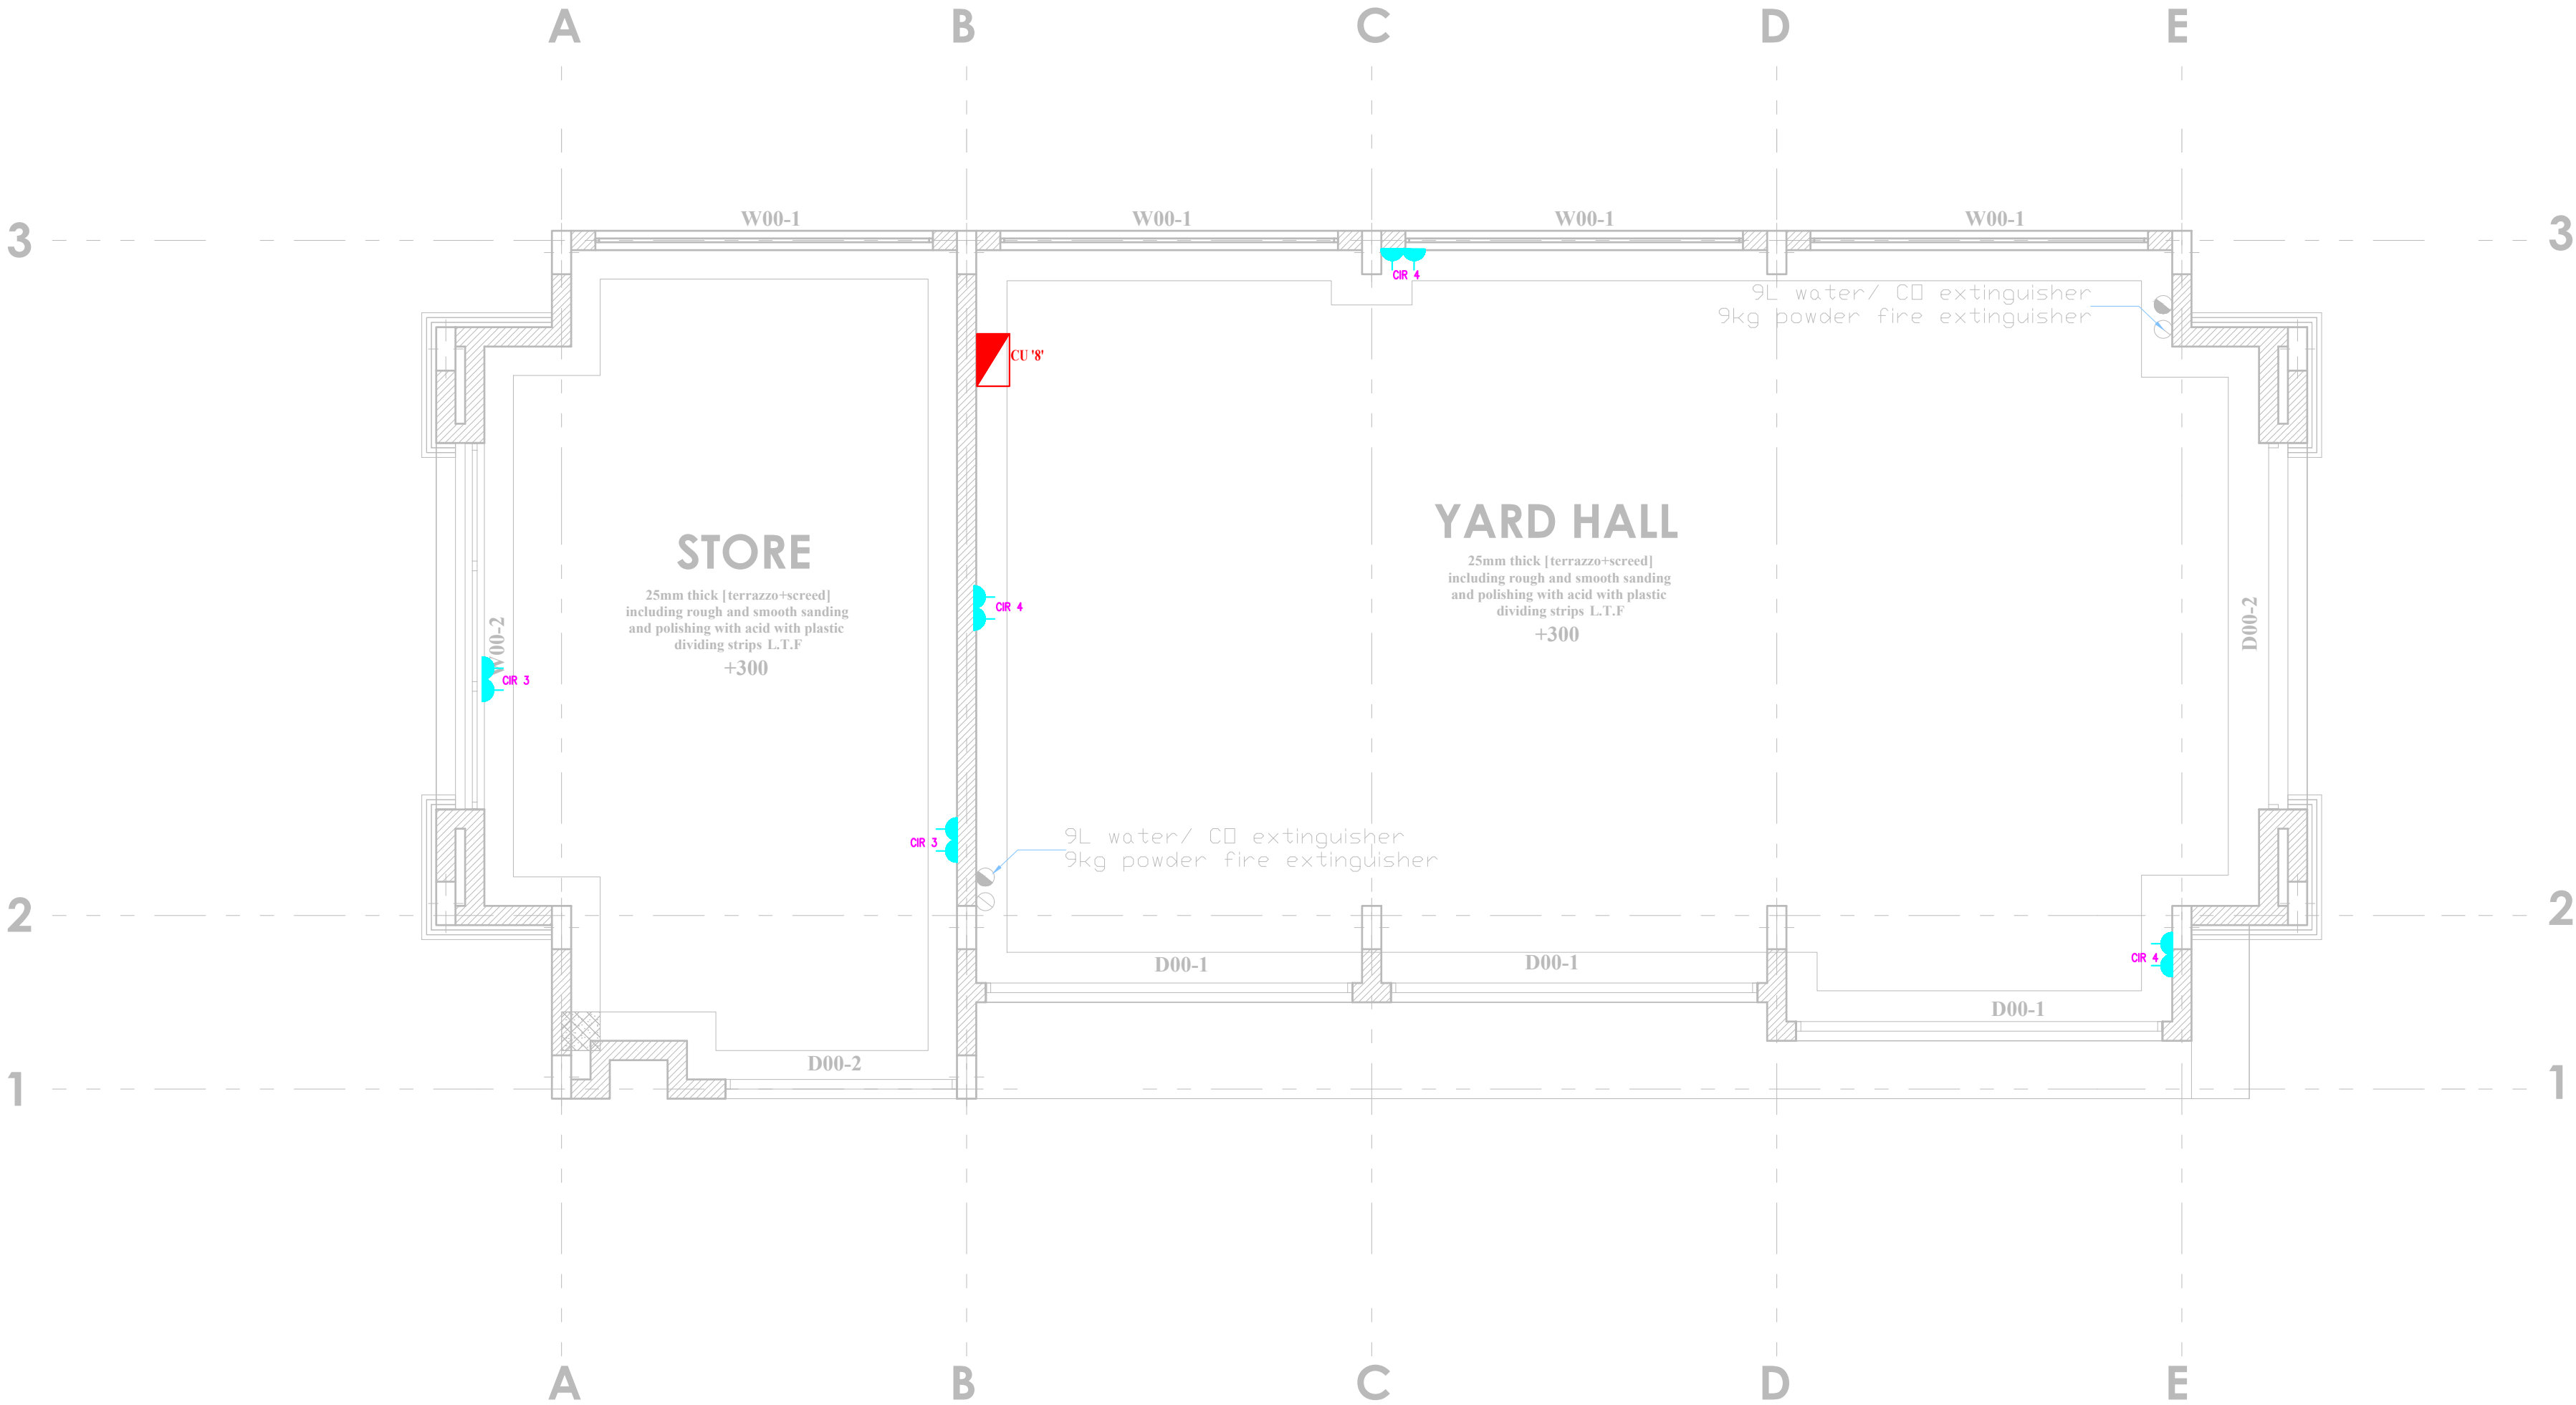 A B C D E
3 3
W00-1 W00-1 W00-1 W00-1
CIR 4
9L water/ CO extinguisher
9kg powder fire extinguisher
CU '8'
YARD HALL
25mm thick [terrazzo+screed]
including rough and smooth sanding
and polishing with acid with plastic
dividing strips L.T.F
+300
STORE
25mm thick [terrazzo+screed]
including rough and smooth sanding
and polishing with acid with plastic
dividing strips L.T.F
+300
CIR 4
W00-2
D00-2
CIR 3
CIR 3
9L water/ CO extinguisher
9kg powder fire extinguisher
2 2
CIR 4
D00-1 D00-1
D00-1
D00-2
1 1
A B C D E